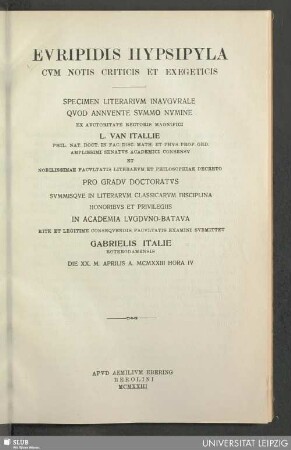 EVRIPIDIS HYPSIPYLA
CVM NOTIS CRITICIS ET EXEGETICIS
SPECIMEN LITERARIVM INAVGVRALE
QVOD ANNVENTE SVMMO NVMINE
EX AVCTORITATE RECTORIS MAGNIFICI
L. VAN ITALLIE
PHIL. NAT. DOCT. IN FAC. DISC. MATH. ET PHYS. PROF. ORD.
AMPLISSIMI SENATVS ACADEMICI CONSENSV
ET
NOBILISSIMAE FACVLTATIS LITERARVM ET PHILOSOPHIAE DECRETO
PRO GRADV DOCTORATVS
SVMMISQVE IN LITERARVM CLASSICARVM DISCIPLINA
HONORIBVS ET PRIVILEGIIS
IN ACADEMIA LVGDVNO-BATAVA
RITE ET LEGITIME CONSEQVENDIS FACVLTATIS EXAMINI SVBMITTET
GABRIELIS ITALIE
ROTERODAMENSIS
DIE XX. M. APRILIS A. MCMXXIII HORA IV
APVD AEMILIVM EBERING
BEROLINI
MCMXXIII
SLUB
Wir führen Wissen.
UNIVERSITÄT LEIPZIG